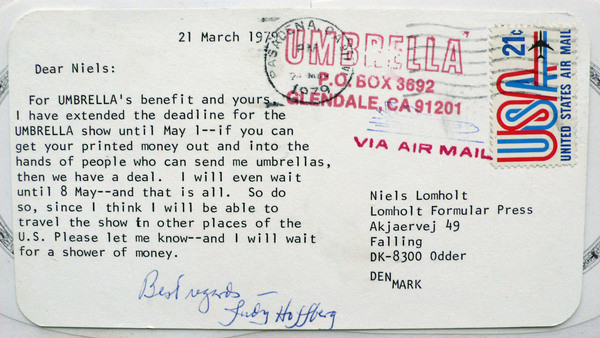 21 March 1979
PASADENA, CA
PM
1979
UMBRELLA
P.O. BOX 3692
GLENDALE, CA 91201
VIA AIR MAIL
21c
USA
UNITED STATES AIR MAIL
Dear Niels:
For UMBRELLA's benefit and yours,
I have extended the deadline for the
UMBRELLA show until May 1--if you can
get your printed money out and into the
hands of people who can send me umbrellas,
then we have a deal. I will even wait
until 8 May--and that is all. So do
so, since I think I will be able to
travel the show in other places of the
U.S. Please let me know--and I will wait
for a shower of money.
Best regards —
Judy Hoffberg
Niels Lomholt
Lomholt Formular Press
Akjaervej 49
Falling
DK-8300 Odder
DENMARK